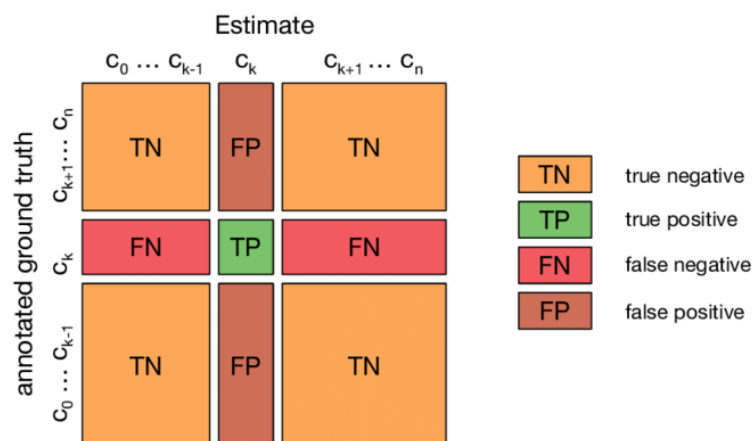 Estimate
c₀ … cₖ₋₁ cₖ cₖ₊₁ … cₙ
annotated ground truth
cₖ₊₁ … cₙ
TN FP TN
cₖ
FN TP FN
c₀ … cₖ₋₁
TN FP TN
TN true negative
TP true positive
FN false negative
FP false positive